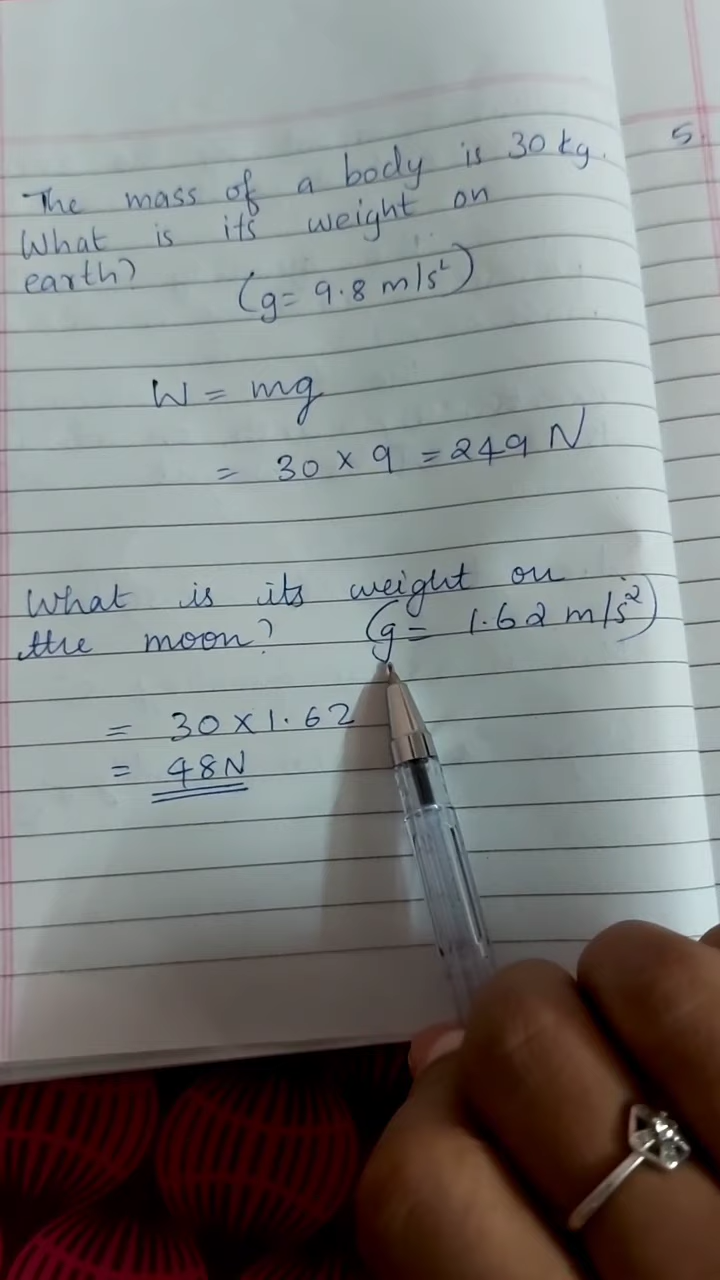 The mass of a body is 30 kg.
What is its weight on
earth?
(g = 9.8 m/s²)
W = mg
= 30 × 9 = 249 N
What is its weight on
the moon? (g = 1.62 m/s²)
= 30 × 1.62
= 48N
5.